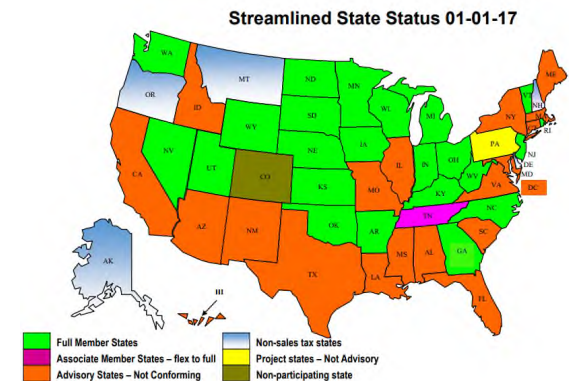 Streamlined State Status 01-01-17
WA
MT
ND
MN
ME
OR
ID
SD
WI
MI
VT
NH
NY
WY
IA
PA
RI
NE
NV
UT
IL
IN
OH
NJ
DE
MD
CO
WV
VA
DC
CA
KS
MO
KY
NC
TN
AZ
NM
OK
AR
SC
MS
AL
GA
AK
TX
LA
FL
HI
Full Member States
Non-sales tax states
Associate Member States – flex to full
Project states – Not Advisory
Advisory States – Not Conforming
Non-participating state